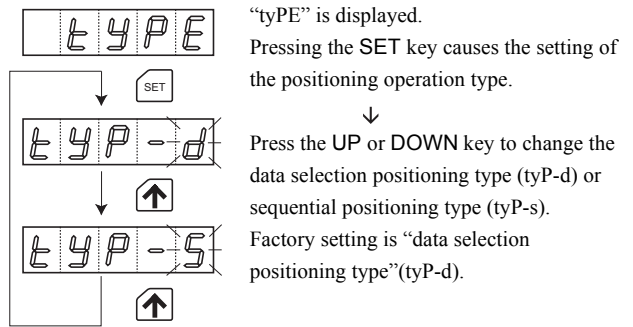 tyPE
“tyPE” is displayed.
Pressing the SET key causes the setting of
the positioning operation type.
SET
tyP-d
Press the UP or DOWN key to change the
data selection positioning type (tyP-d) or
sequential positioning type (tyP-s).
Factory setting is “data selection
positioning type”(tyP-d).
tyP-S